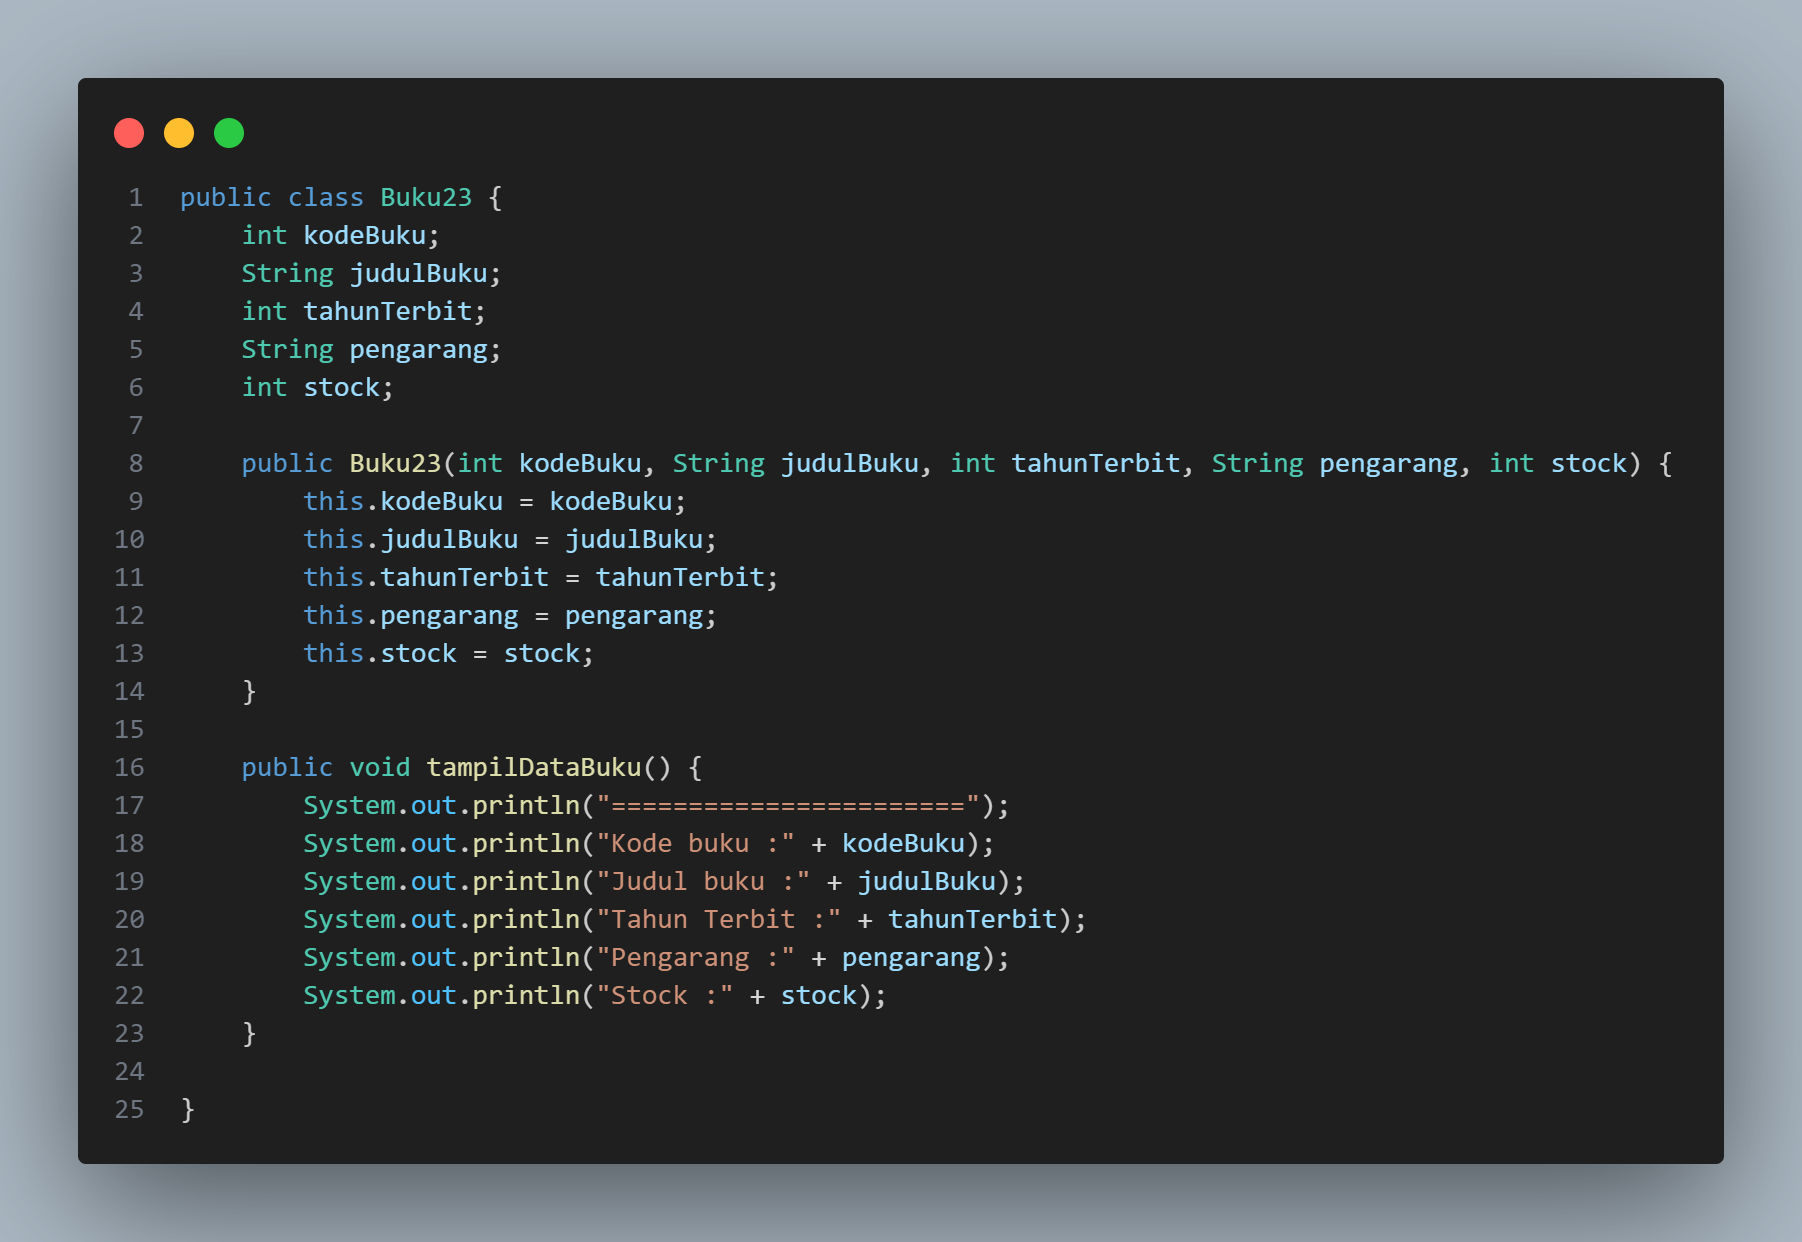 1 public class Buku23 {
2     int kodeBuku;
3     String judulBuku;
4     int tahunTerbit;
5     String pengarang;
6     int stock;
7
8     public Buku23(int kodeBuku, String judulBuku, int tahunTerbit, String pengarang, int stock) {
9         this.kodeBuku = kodeBuku;
10         this.judulBuku = judulBuku;
11         this.tahunTerbit = tahunTerbit;
12         this.pengarang = pengarang;
13         this.stock = stock;
14     }
15
16     public void tampilDataBuku() {
17         System.out.println("=======================");
18         System.out.println("Kode buku :" + kodeBuku);
19         System.out.println("Judul buku :" + judulBuku);
20         System.out.println("Tahun Terbit :" + tahunTerbit);
21         System.out.println("Pengarang :" + pengarang);
22         System.out.println("Stock :" + stock);
23     }
24
25 }